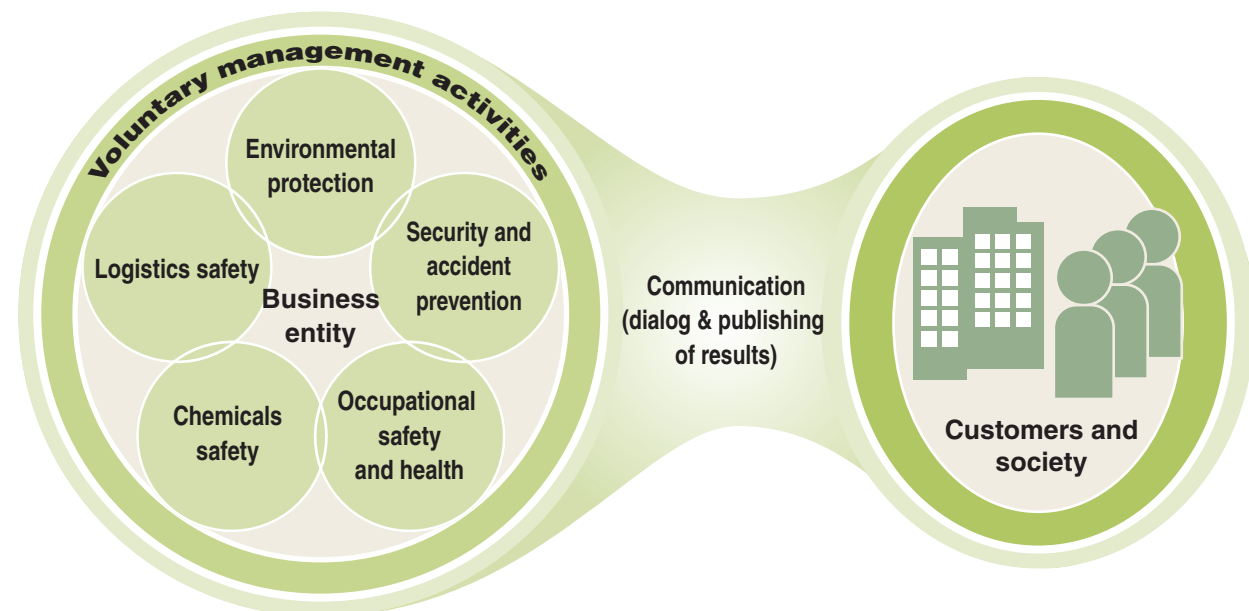 Voluntary management activities
Environmental
protection
Security and
accident
prevention
Logistics safety
Business
entity
Chemicals
safety
Occupational
safety
and health
Communication
(dialog & publishing
of results)
Customers and
society